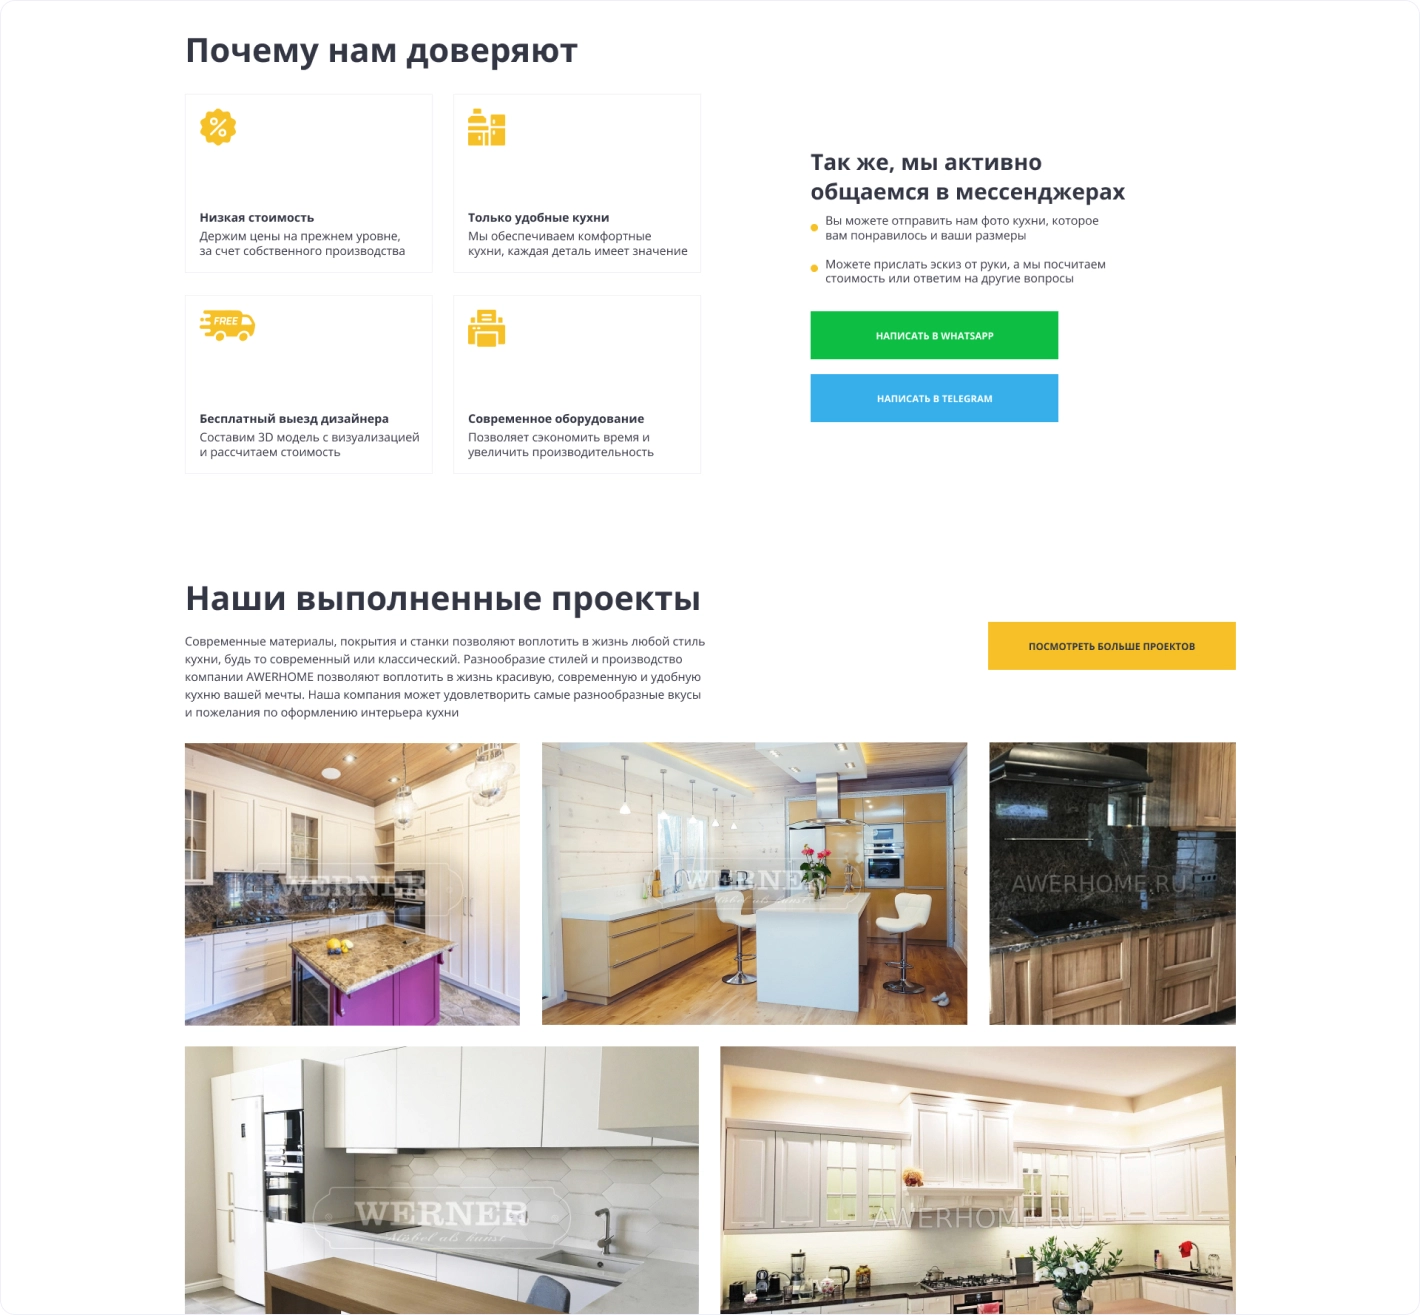 Почему нам доверяют
%
Низкая стоимость
Держим цены на прежнем уровне,
за счет собственного производства
Только удобные кухни
Мы обеспечиваем комфортные
кухни, каждая деталь имеет значение
FREE
Бесплатный выезд дизайнера
Составим 3D модель с визуализацией
и рассчитаем стоимость
Современное оборудование
Позволяет сэкономить время и
увеличить производительность
Так же, мы активно
общаемся в мессенджерах
Вы можете отправить нам фото кухни, которое
вам понравилось и ваши размеры
Можете прислать эскиз от руки, а мы посчитаем
стоимость или ответим на другие вопросы
НАПИСАТЬ В WHATSAPP
НАПИСАТЬ В TELEGRAM
Наши выполненные проекты
Современные материалы, покрытия и станки позволяют воплотить в жизнь любой стиль
кухни, будь то современный или классический. Разнообразие стилей и производство
компании AWERHOME позволяют воплотить в жизнь красивую, современную и удобную
кухню вашей мечты. Наша компания может удовлетворить самые разнообразные вкусы
и пожелания по оформлению интерьера кухни
ПОСМОТРЕТЬ БОЛЬШЕ ПРОЕКТОВ
WERNER
WERNER
Möbel als kunst
AWERHOME.RU
WERNER
Möbel als kunst
AWERHOME.RU